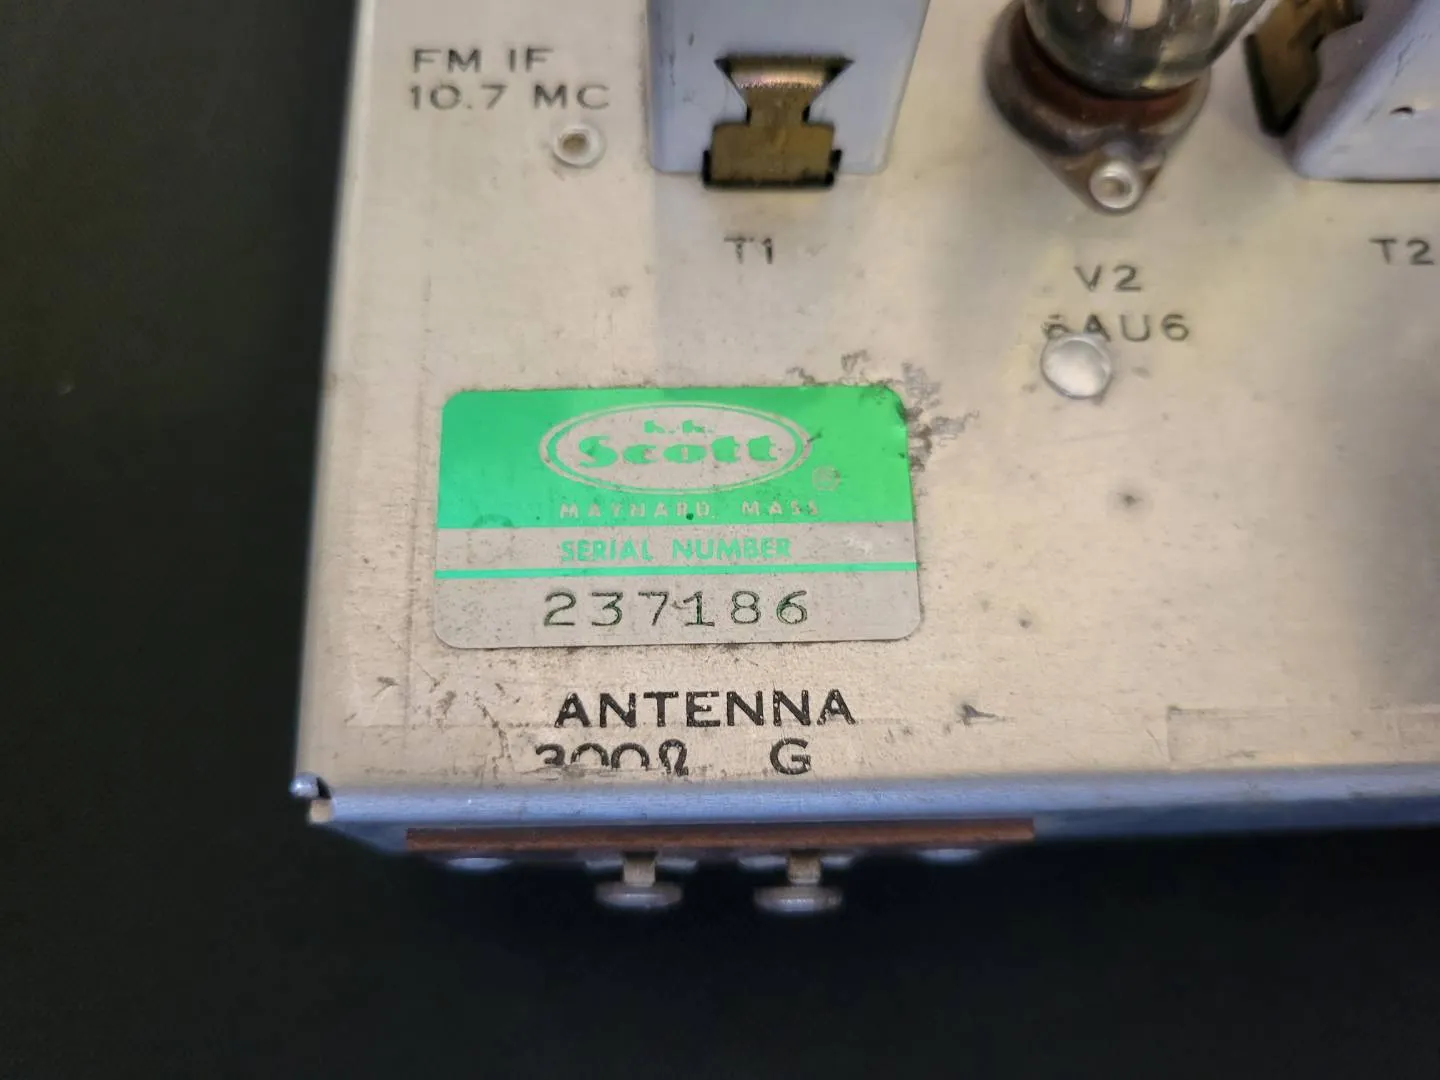 FM IF
10.7 MC
T1
V2
6AU6
T2
h.h.
Scott
®
MAYNARD, MASS
SERIAL NUMBER
237186
ANTENNA
300Ω G